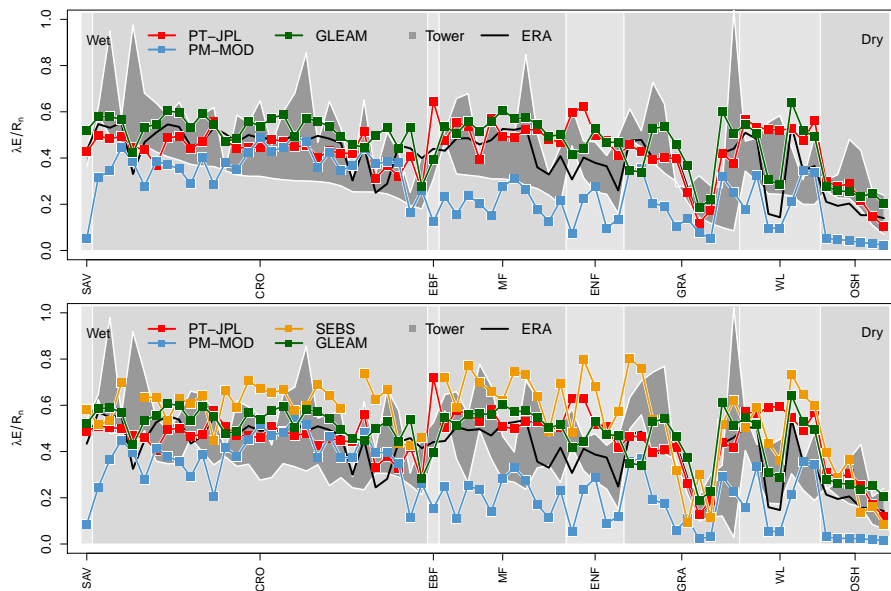 1.0
0.8
0.6
0.4
0.2
0.0
λE/Rn
Wet
PT−JPL
GLEAM
Tower
ERA
Dry
PM−MOD
SAV
CRO
EBF
MF
ENF
GRA
WL
OSH
1.0
0.8
0.6
0.4
0.2
0.0
λE/Rn
Wet
PT−JPL
SEBS
Tower
ERA
Dry
PM−MOD
GLEAM
SAV
CRO
EBF
MF
ENF
GRA
WL
OSH